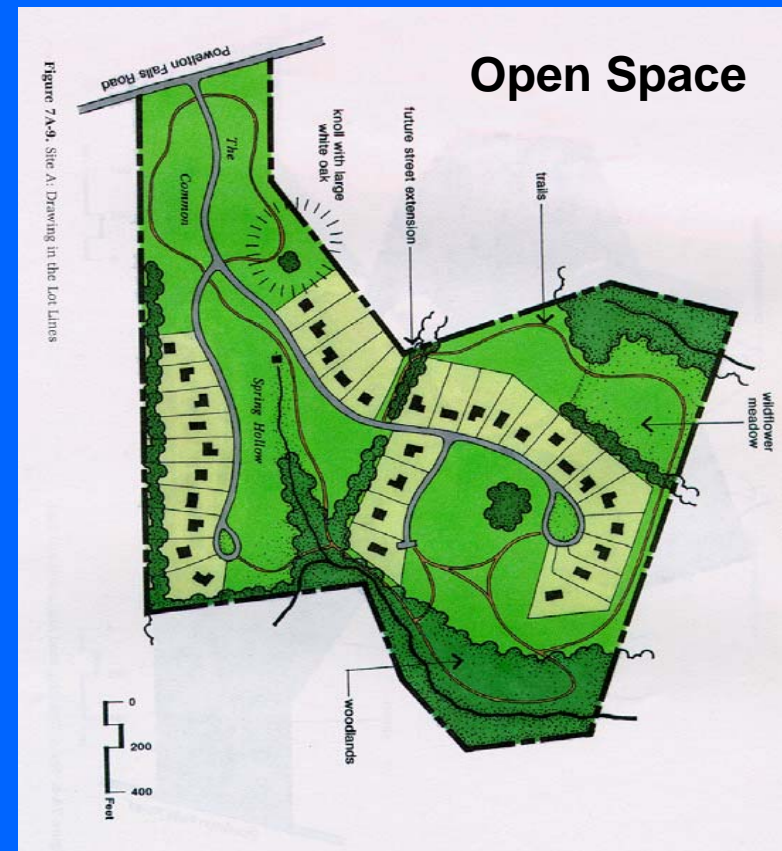 Open Space
Powelton Falls Road
The
Common
knoll with large
white oak
future street extension
trails
wildflower
meadow
Spring Hollow
woodlands
0
200
400
Feet
Figure 7A-9. Site A: Drawing in the Lot Lines